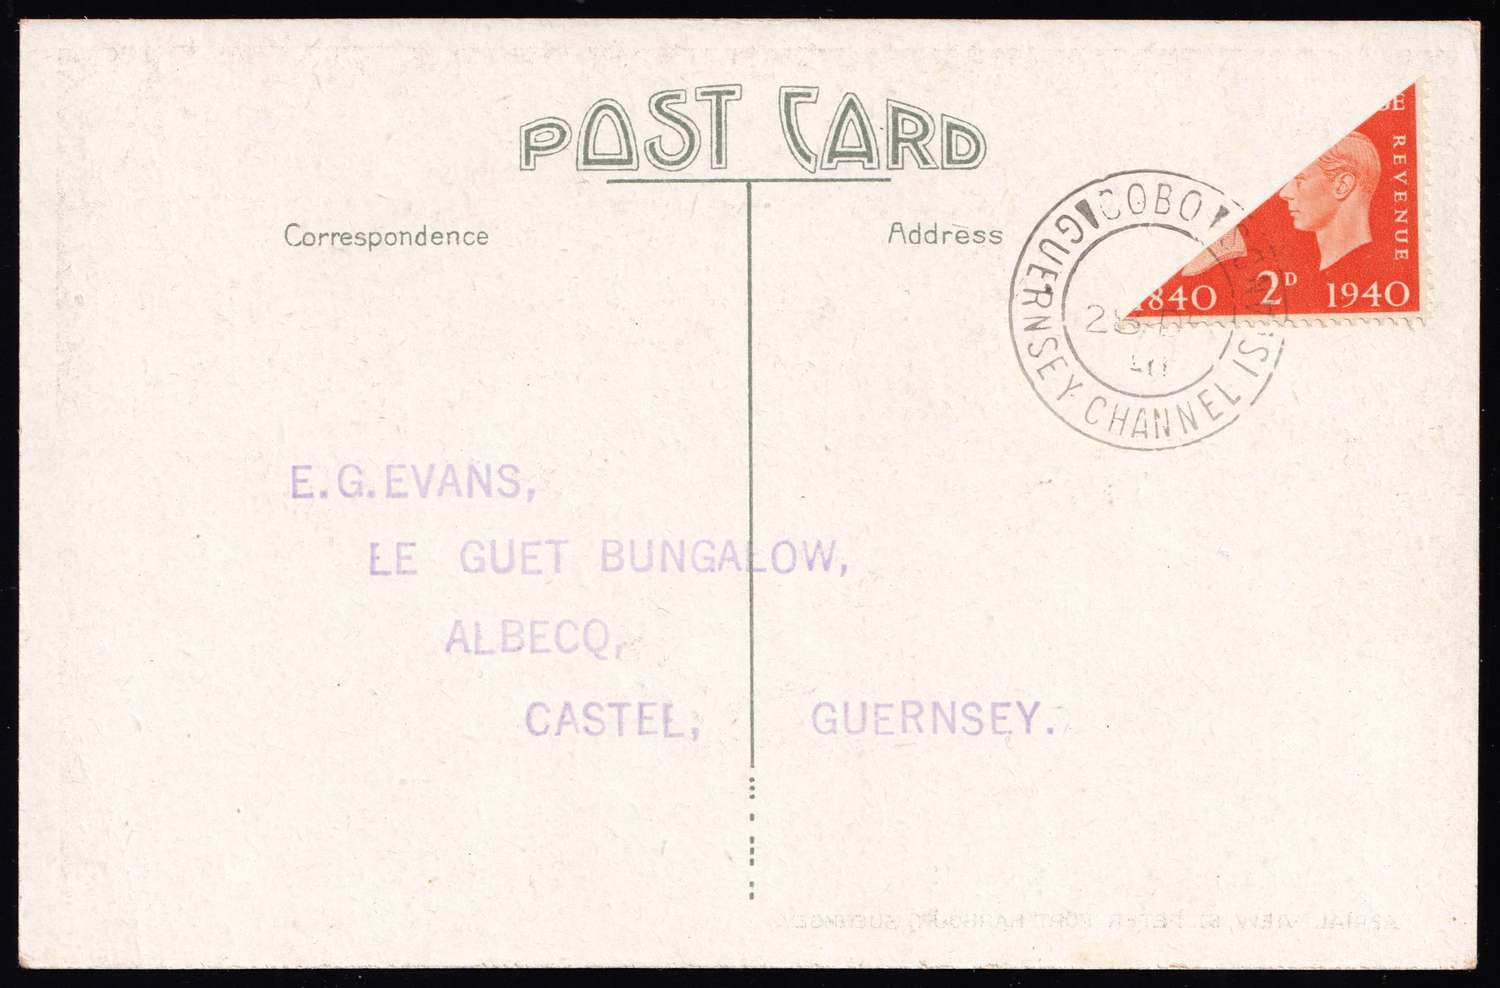 POST CARD
Correspondence
Address
REVENUE
1840 2D 1940
COBO
GUERNSEY CHANNEL IS.
28
40
E.G.EVANS,
LE GUET BUNGALOW,
ALBECQ,
CASTEL, GUERNSEY.